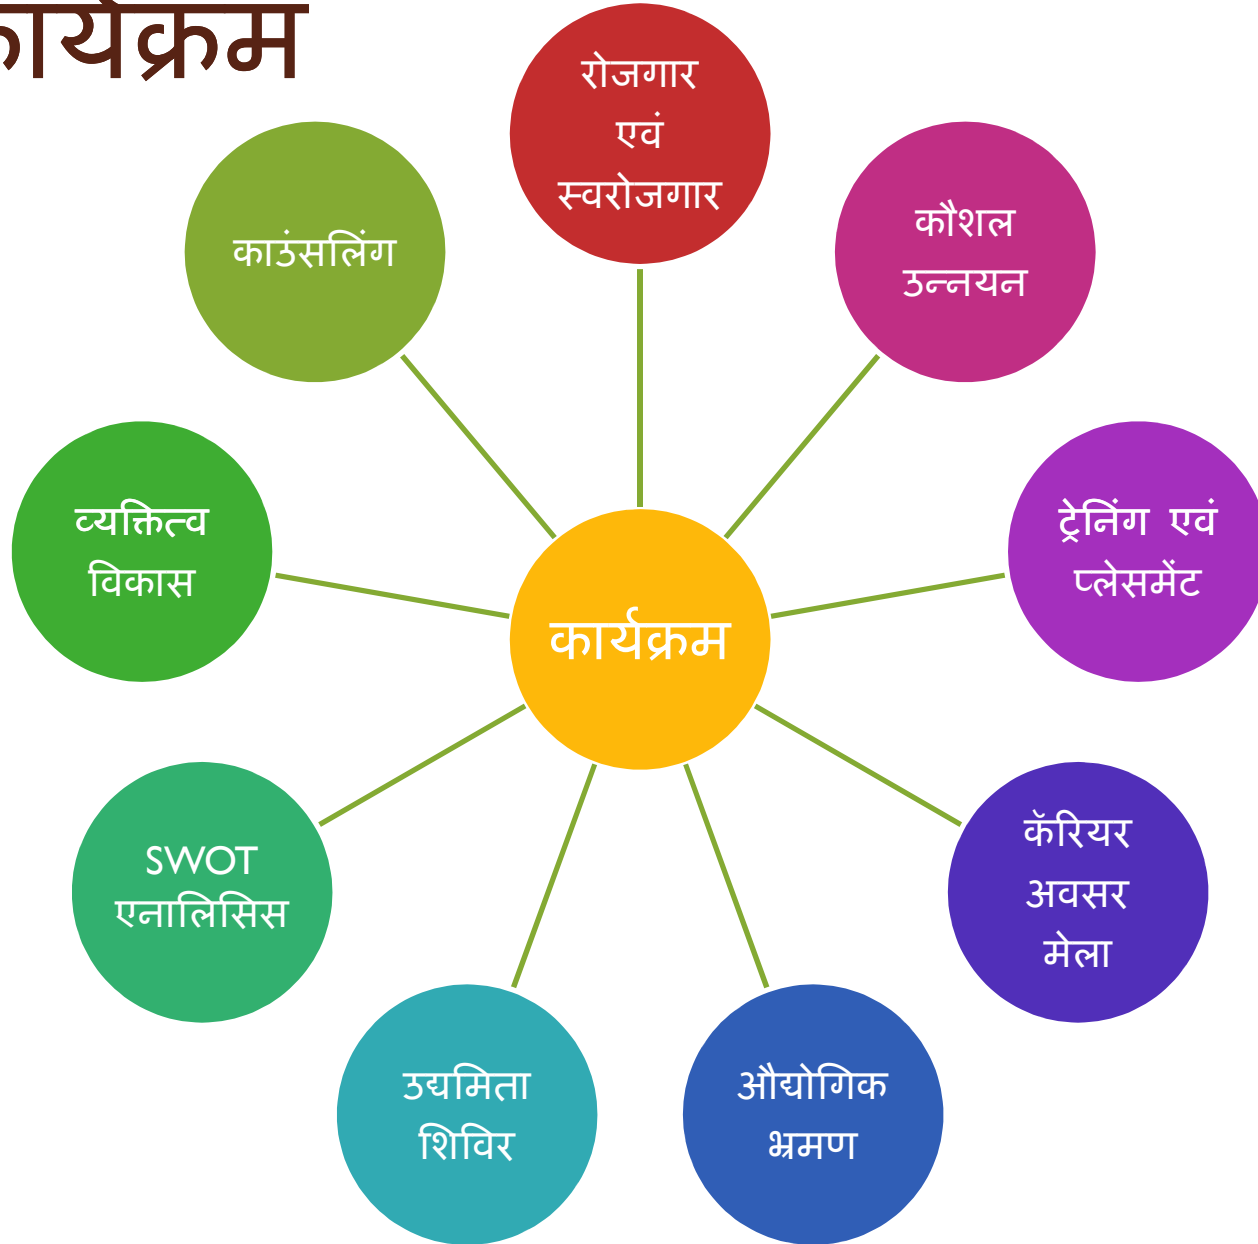 कार्यक्रम
रोजगार
एवं
स्वरोजगार
कौशल
उन्नयन
ट्रेनिंग एवं
प्लेसमेंट
कॅरियर
अवसर
मेला
औद्योगिक
भ्रमण
उद्यमिता
शिविर
SWOT
एनालिसिस
व्यक्तित्व
विकास
काउंसलिंग
कार्यक्रम